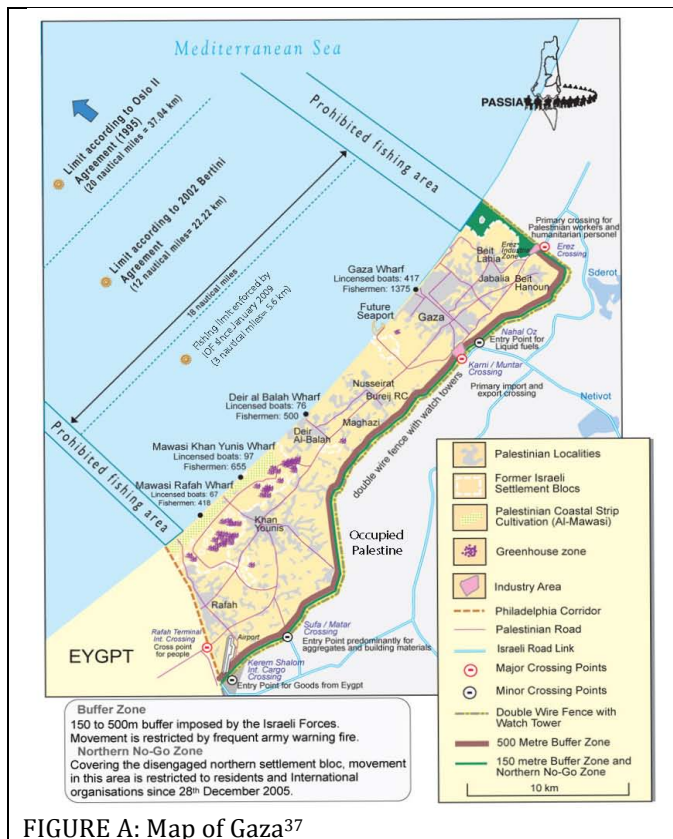 Mediterranean Sea
PASSIA
Limit according to Oslo II
Agreement (1995)
(20 nautical miles = 37.04 km)
Prohibited fishing area
Limit according to 2002 Bertini
Agreement
(12 nautical miles= 22.22 km)
18 nautical miles
Fishing limit enforced by
IOF since January 2009
(3 nautical miles= 5.6 km)
Primary crossing for
Palestinian workers and
humanitarian personel
Erez
Crossing
Erez
Industrial
Zone
Beit
Lahia
Jabalia
Beit
Hanoun
Sderot
Gaza Wharf
Lincensed boats: 417
Fishermen: 1375
Future
Seaport
Gaza
Nahal Oz
Entry Point for
Liquid fuels
Karni / Muntar
Crossing
Primary import and
export crossing
Netivot
Nusseirat
Bureij RC
Maghazi
double wire fence with watch towers
Deir al Balah Wharf
Lincensed boats: 76
Fishermen: 500
Deir
Al-Balah
Mawasi Khan Yunis Wharf
Lincensed boats: 97
Fishermen: 655
Mawasi Rafah Wharf
Lincensed boats: 67
Fishermen: 418
Prohibited fishing area
Khan
Younis
Occupied
Palestine
Rafah
Rafah Terminal
Int. Crossing
Cross point
for people
Airport
Sufa / Matar
Crossing
Entry Point predominantly for
aggregates and building materials
EYGPT
Kerem Shalom
Int. Cargo
Crossing
Entry Point for Goods from Eygpt
Palestinian Localities
Former Israeli
Settlement Blocs
Palestinian Coastal Strip
Cultivation (Al-Mawasi)
Greenhouse zone
Industry Area
Philadelphia Corridor
Palestinian Road
Israeli Road Link
Major Crossing Points
Minor Crossing Points
Double Wire Fence with
Watch Tower
500 Metre Buffer Zone
150 metre Buffer Zone and
Northern No-Go Zone
10 km
Buffer Zone
150 to 500m buffer imposed by the Israeli Forces.
Movement is restricted by frequent army warning fire.
Northern No-Go Zone
Covering the disengaged northern settlement bloc, movement
in this area is restricted to residents and International
organisations since 28th December 2005.
FIGURE A: Map of Gaza37